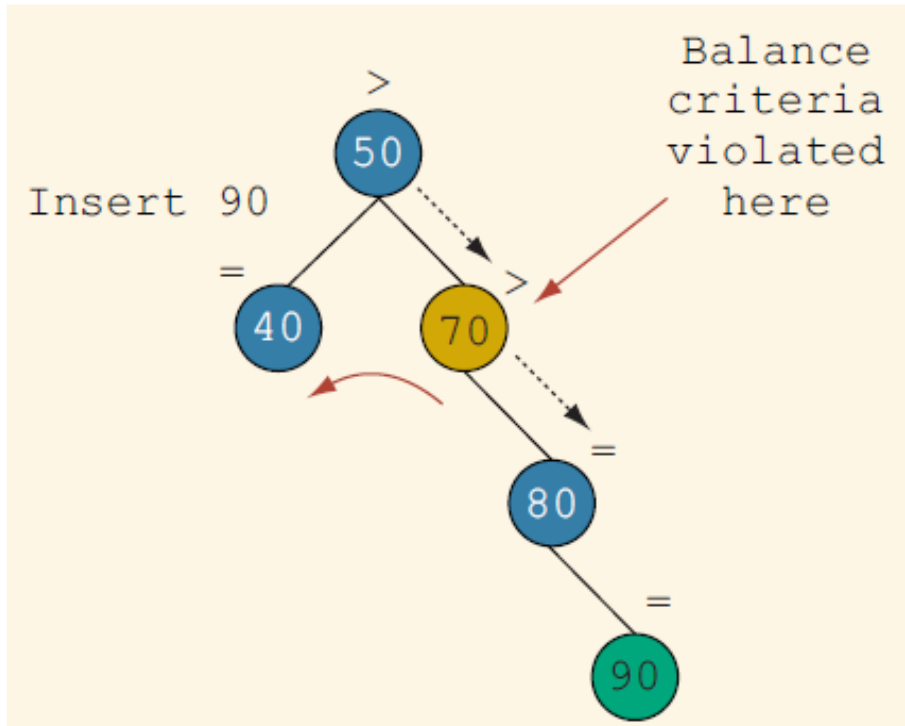 Balance
criteria
violated
here
>
50
Insert 90
=
>
40
70
=
80
=
90